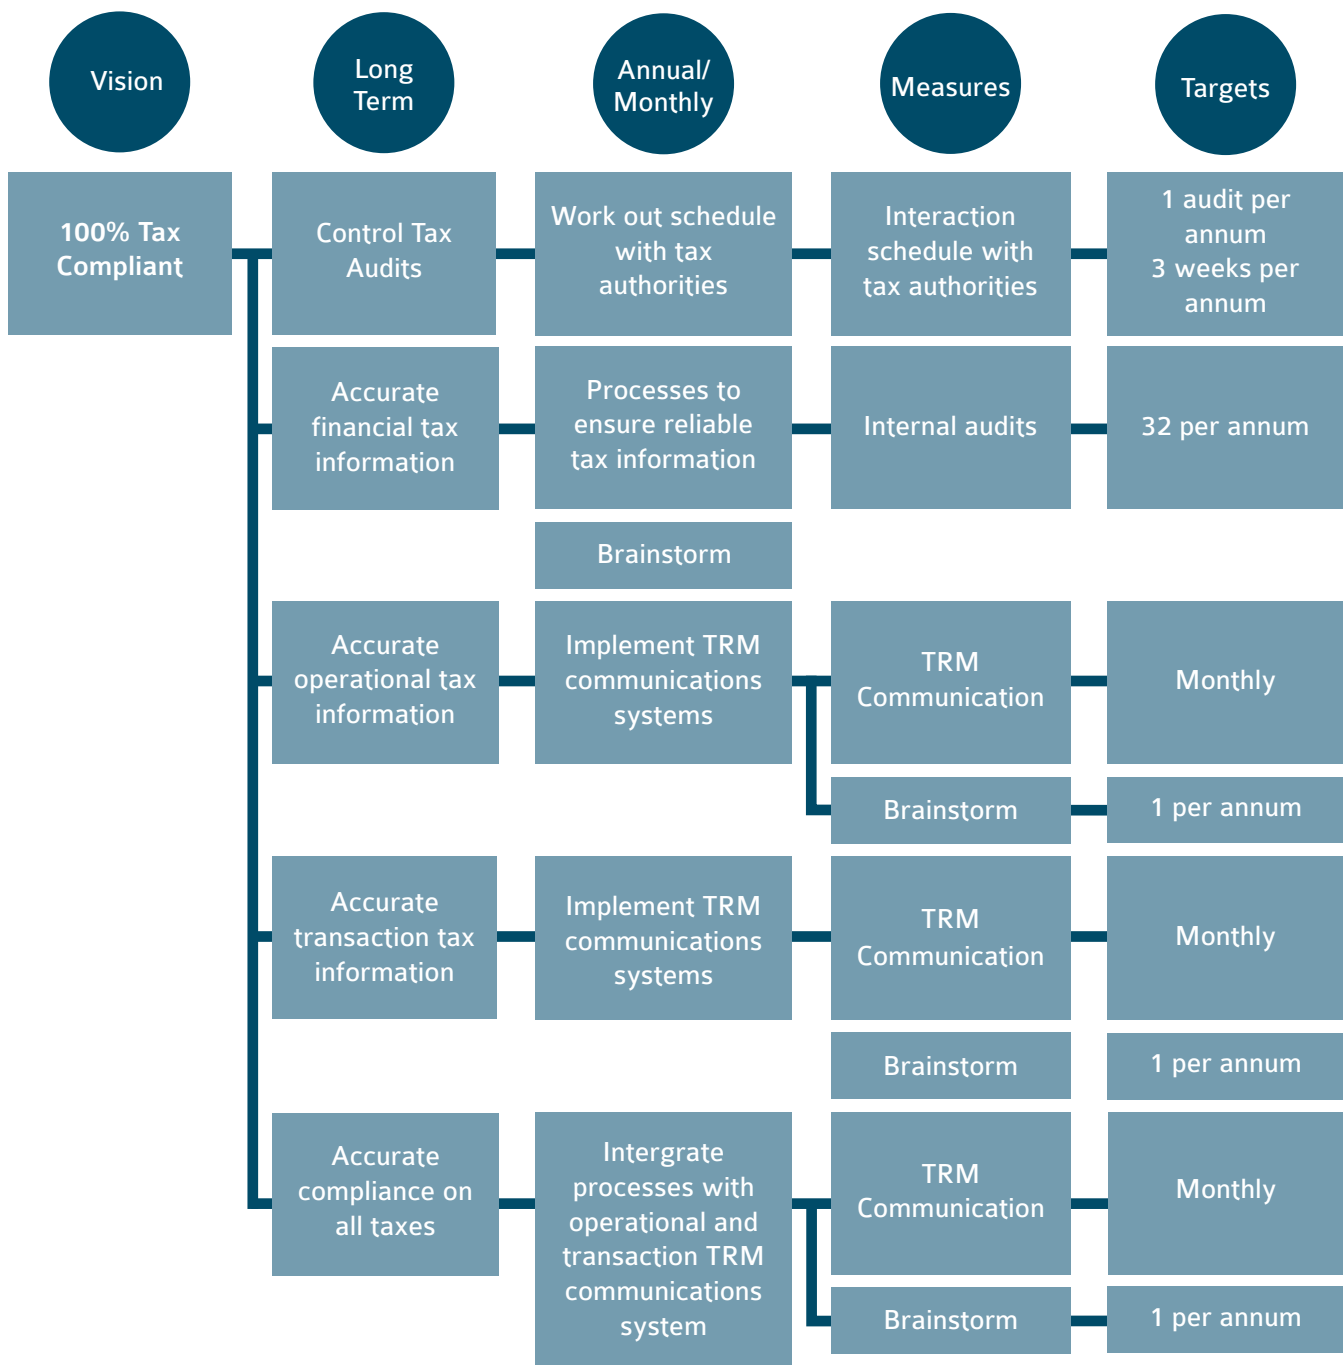 Vision
Long
Term
Annual/
Monthly
Measures
Targets
100% Tax
Compliant
Control Tax
Audits
Work out schedule
with tax
authorities
Interaction
schedule with
tax authorities
1 audit per
annum
3 weeks per
annum
Accurate
financial tax
information
Processes to
ensure reliable
tax information
Internal audits
32 per annum
Brainstorm
Accurate
operational tax
information
Implement TRM
communications
systems
TRM
Communication
Monthly
Brainstorm
1 per annum
Accurate
transaction tax
information
Implement TRM
communications
systems
TRM
Communication
Monthly
Brainstorm
1 per annum
Accurate
compliance on
all taxes
Intergrate
processes with
operational and
transaction TRM
communications
system
TRM
Communication
Monthly
Brainstorm
1 per annum